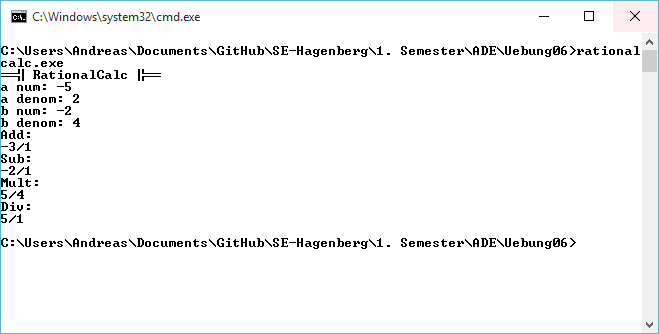 C:\Windows\system32\cmd.exe
C:\Users\Andreas\Documents\GitHub\SE-Hagenberg\1. Semester\ADE\Uebung06>rational
calc.exe
══╣ RationalCalc ╠══
a num: -5
a denom: 2
b num: -2
b denom: 4
Add:
-3/1
Sub:
-2/1
Mult:
5/4
Div:
5/1
C:\Users\Andreas\Documents\GitHub\SE-Hagenberg\1. Semester\ADE\Uebung06>